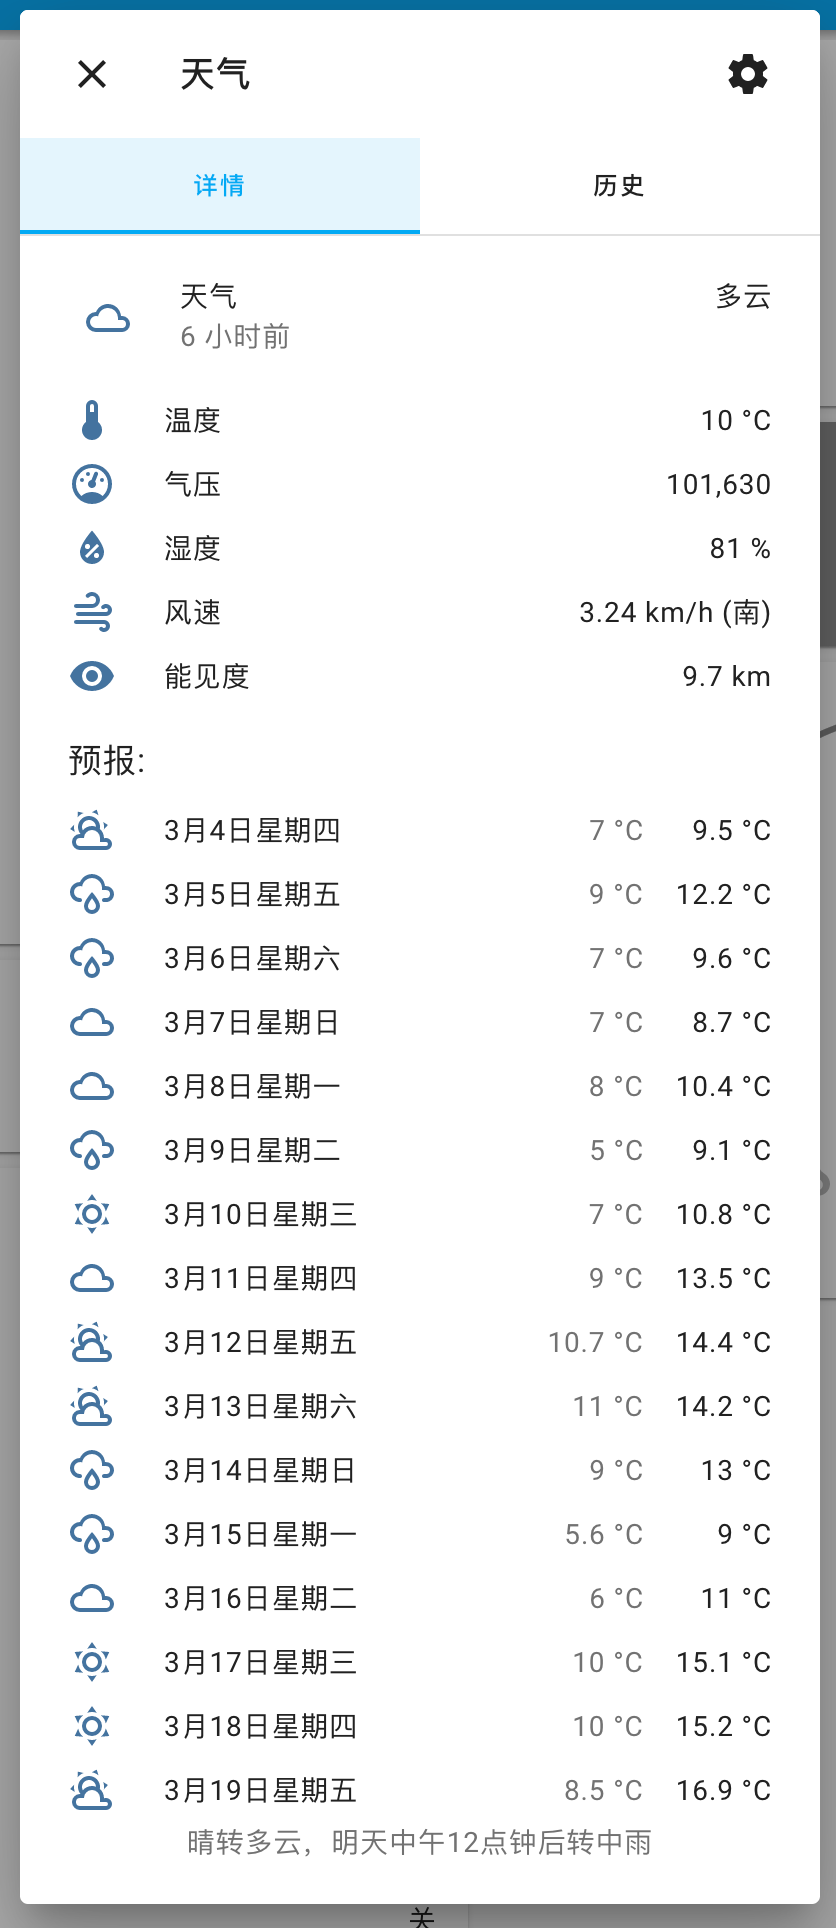 天气
详情 历史
天气 多云
6 小时前
温度 10 °C
气压 101,630
湿度 81 %
风速 3.24 km/h (南)
能见度 9.7 km
预报:
3月4日星期四 7 °C 9.5 °C
3月5日星期五 9 °C 12.2 °C
3月6日星期六 7 °C 9.6 °C
3月7日星期日 7 °C 8.7 °C
3月8日星期一 8 °C 10.4 °C
3月9日星期二 5 °C 9.1 °C
3月10日星期三 7 °C 10.8 °C
3月11日星期四 9 °C 13.5 °C
3月12日星期五 10.7 °C 14.4 °C
3月13日星期六 11 °C 14.2 °C
3月14日星期日 9 °C 13 °C
3月15日星期一 5.6 °C 9 °C
3月16日星期二 6 °C 11 °C
3月17日星期三 10 °C 15.1 °C
3月18日星期四 10 °C 15.2 °C
3月19日星期五 8.5 °C 16.9 °C
晴转多云，明天中午12点钟后转中雨
关